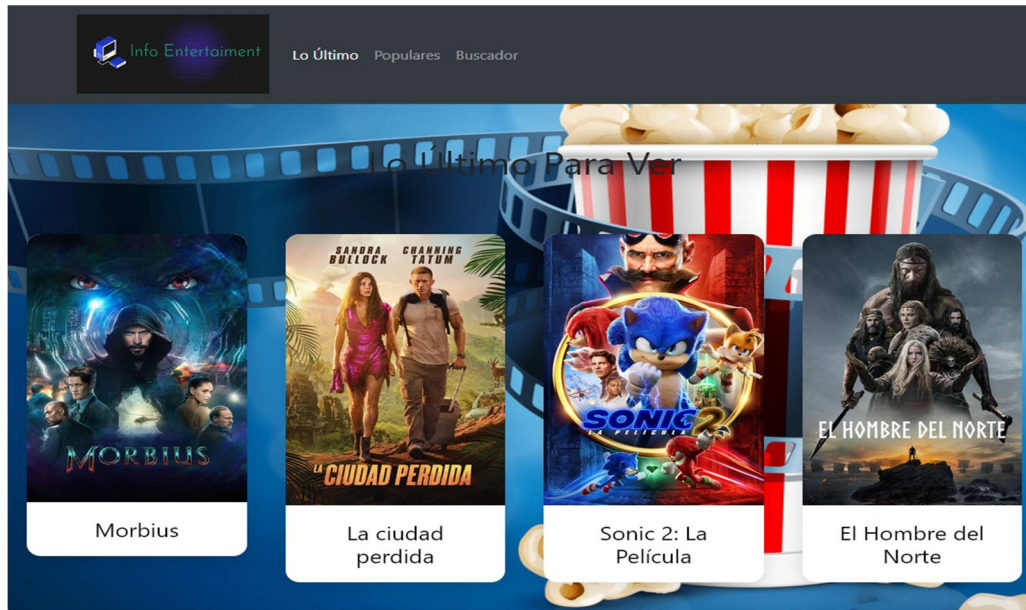 Info Entertaiment
Lo Último Populares Buscador
Lo Último Para Ver
MORBIUS
Morbius
SANDRA BULLOCK
CHANNING TATUM
LA CIUDAD PERDIDA
La ciudad
perdida
SONIC 2
LA PELÍCULA
Sonic 2: La
Película
EL HOMBRE DEL NORTE
El Hombre del
Norte